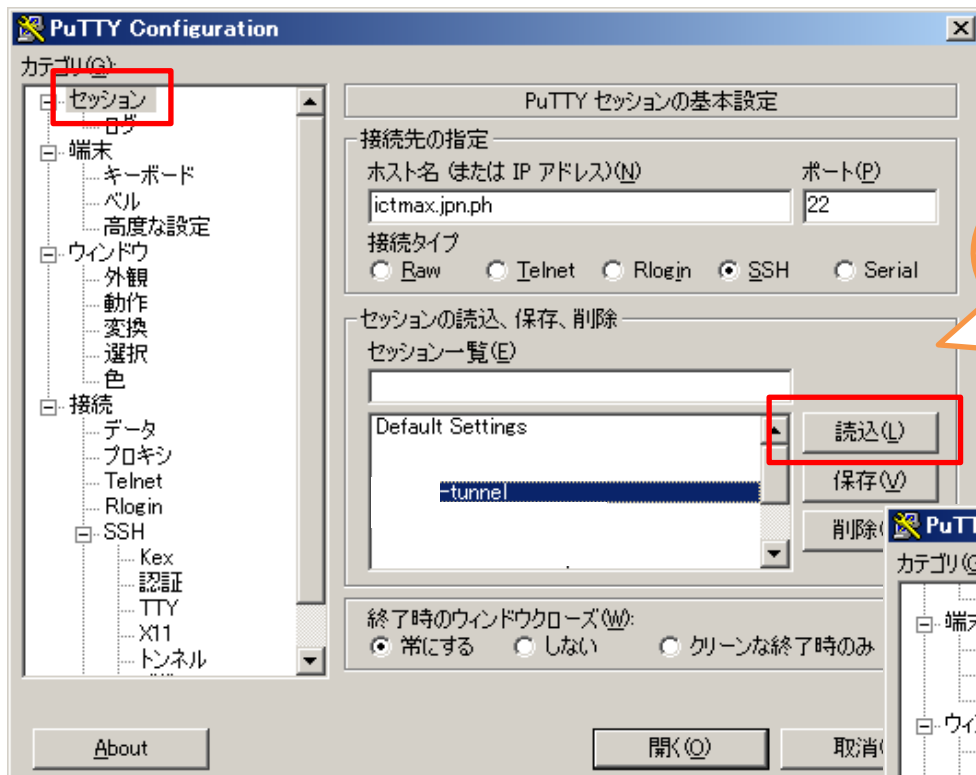 PuTTY Configuration
カテゴリ(G):
セッション
ログ
端末
キーボード
ベル
高度な設定
ウィンドウ
外観
動作
変換
選択
色
接続
データ
プロキシ
Telnet
Rlogin
SSH
Kex
認証
TTY
X11
トンネル
PuTTY セッションの基本設定
接続先の指定
ホスト名 (または IP アドレス)(N) ポート(P)
ictmax.jpn.ph 22
接続タイプ
Raw Telnet Rlogin SSH Serial
セッションの読込、保存、削除
セッション一覧(E)
Default Settings
-tunnel
読込(L)
保存(V)
削除(
終了時のウィンドウクローズ(W):
常にする しない クリーンな終了時のみ
About 開く(O) 取消(
PuTT
カテゴリ(G
端末
ウィン